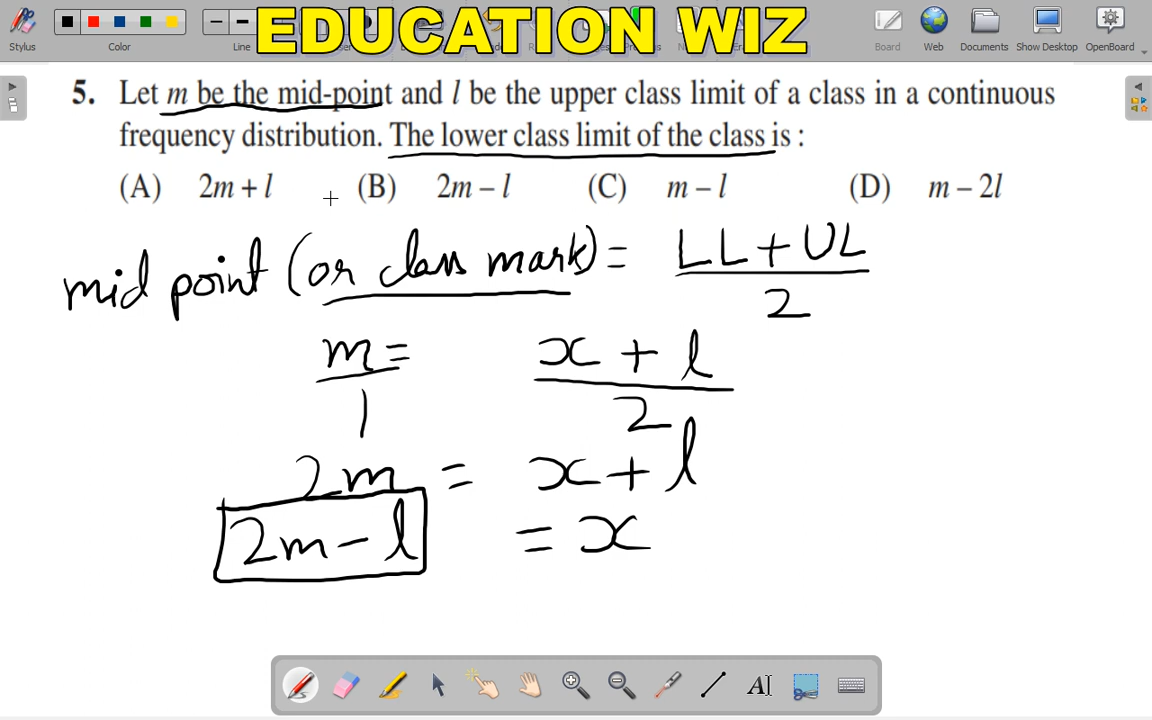 EDUCATION WIZ
Stylus Color Line Board Web Documents Show Desktop OpenBoard
5. Let m be the mid-point and l be the upper class limit of a class in a continuous
frequency distribution. The lower class limit of the class is :
(A) 2m + l (B) 2m – l (C) m – l (D) m – 2l
mid point (or class mark) = LL + UL / 2
m / 1 = x + l / 2
2m = x + l
2m - l = x
AI